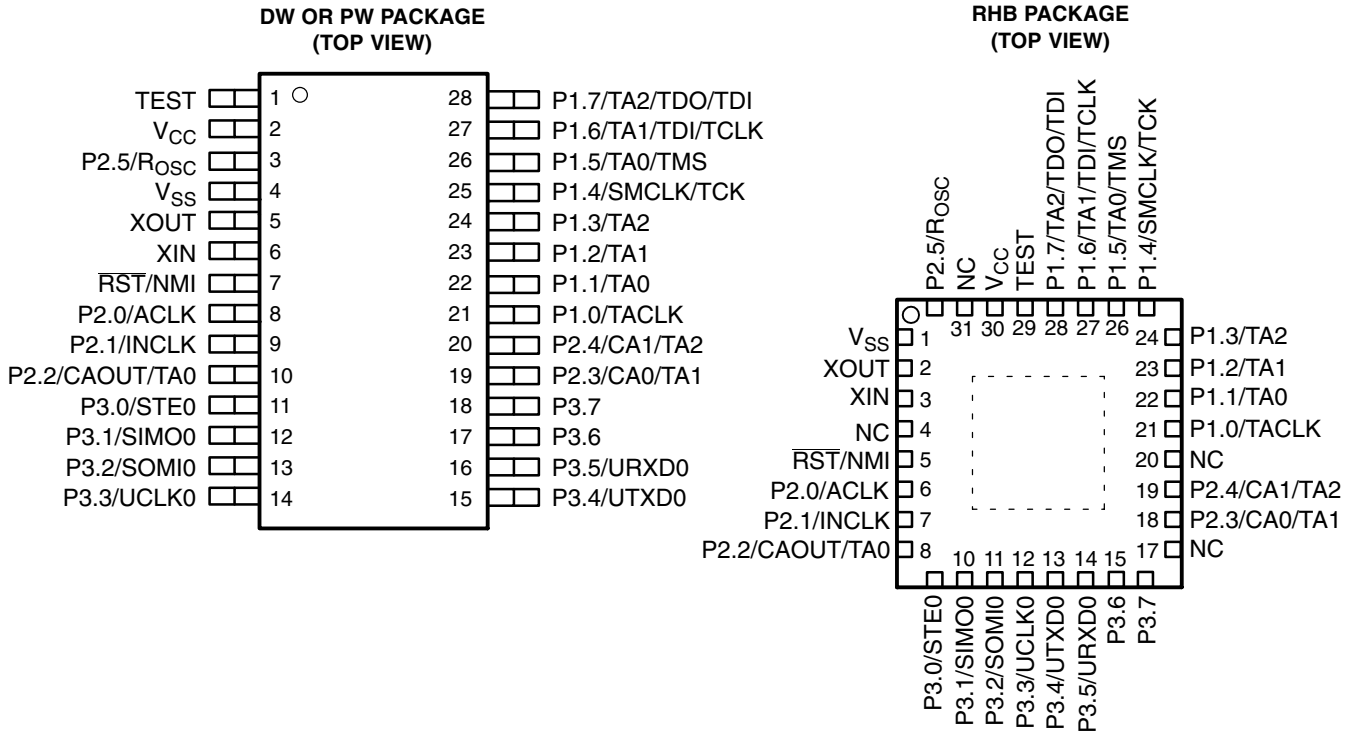 DW OR PW PACKAGE
(TOP VIEW)
TEST 1 28 P1.7/TA2/TDO/TDI
VCC 2 27 P1.6/TA1/TDI/TCLK
P2.5/ROSC 3 26 P1.5/TA0/TMS
VSS 4 25 P1.4/SMCLK/TCK
XOUT 5 24 P1.3/TA2
XIN 6 23 P1.2/TA1
RST/NMI 7 22 P1.1/TA0
P2.0/ACLK 8 21 P1.0/TACLK
P2.1/INCLK 9 20 P2.4/CA1/TA2
P2.2/CAOUT/TA0 10 19 P2.3/CA0/TA1
P3.0/STE0 11 18 P3.7
P3.1/SIMO0 12 17 P3.6
P3.2/SOMI0 13 16 P3.5/URXD0
P3.3/UCLK0 14 15 P3.4/UTXD0
RHB PACKAGE
(TOP VIEW)
P2.5/ROSC
NC
VCC
TEST
P1.7/TA2/TDO/TDI
P1.6/TA1/TDI/TCLK
P1.5/TA0/TMS
P1.4/SMCLK/TCK
31 30 29 28 27 26
VSS 1 24 P1.3/TA2
XOUT 2 23 P1.2/TA1
XIN 3 22 P1.1/TA0
NC 4 21 P1.0/TACLK
RST/NMI 5 20 NC
P2.0/ACLK 6 19 P2.4/CA1/TA2
P2.1/INCLK 7 18 P2.3/CA0/TA1
P2.2/CAOUT/TA0 8 17 NC
10 11 12 13 14 15
P3.0/STE0
P3.1/SIMO0
P3.2/SOMI0
P3.3/UCLK0
P3.4/UTXD0
P3.5/URXD0
P3.6
P3.7